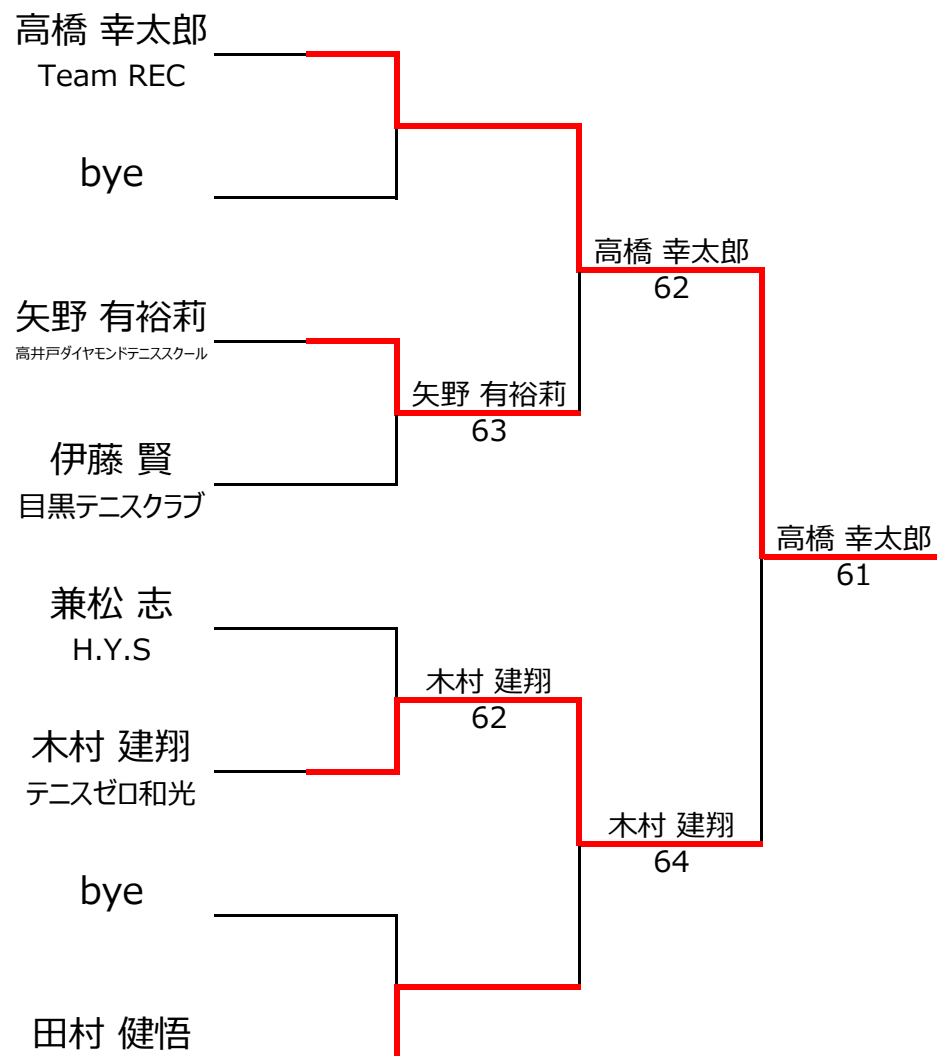 高橋 幸太郎
Team REC
bye
高橋 幸太郎
62
矢野 有裕莉
高井戸ダイヤモンドテニススクール
矢野 有裕莉
63
伊藤 賢
目黒テニスクラブ
高橋 幸太郎
61
兼松 志
H.Y.S
木村 建翔
62
木村 建翔
テニスゼロ和光
木村 建翔
64
bye
田村 健悟